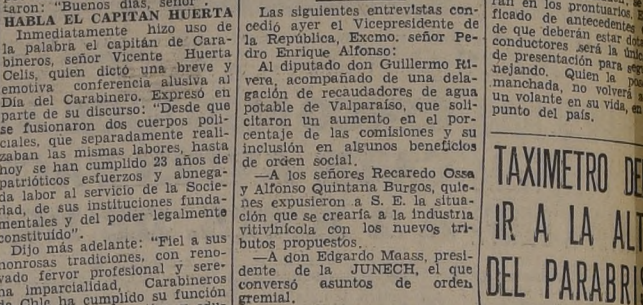 taron: "Buenos días, señor".
HABLA EL CAPITAN HUERTA
Inmediatamente hizo uso de
la palabra el capitán de Cara-
bineros, señor Vicente Huerta
Celis, quien dictó una breve y
emotiva conferencia alusiva al
Día del Carabinero. Expresó en
parte de su discurso: "Desde que
se fusionaron dos cuerpos poli-
ciales, que separadamente reali-
zaban las mismas labores, hasta
hoy se han cumplido 23 años de
patrióticos esfuerzos y abnega-
da labor al servicio de la Socie-
dad, de sus instituciones funda-
mentales y del poder legalmente
constituído".
Dijo más adelante: "Fiel a sus
honrosas tradiciones, con reno-
vado fervor profesional y sere-
na imparcialidad, Carabineros
de Chile ha cumplido su función
Las siguientes entrevistas con-
cedió ayer el Vicepresidente de
la República, Excmo. señor Pe-
dro Enrique Alfonso:
Al diputado don Guillermo Ri-
vera, acompañado de una dele-
gación de recaudadores de agua
potable de Valparaíso, que soli-
citaron un aumento en el por-
centaje de las comisiones y su
inclusión en algunos beneficios
de orden social.
—A los señores Recaredo Ossa
y Alfonso Quintana Burgos, quie-
nes expusieron a S. E. la situa-
ción que se crearía a la industria
vitivinícola con los nuevos tri-
butos propuestos.
—A don Edgardo Maass, presi-
dente de la JUNECH, el que
conversó asuntos de orden
gremial.
ran en los prontuarios
ficado de antecedentes
de que deberán estar
conductores será la
de presentación para
nejando. Quien la
manchada, no volverá
un volante en su vida, en
punto del país.
TAXIMETRO DE
IR A LA ALT
DEL PARABR